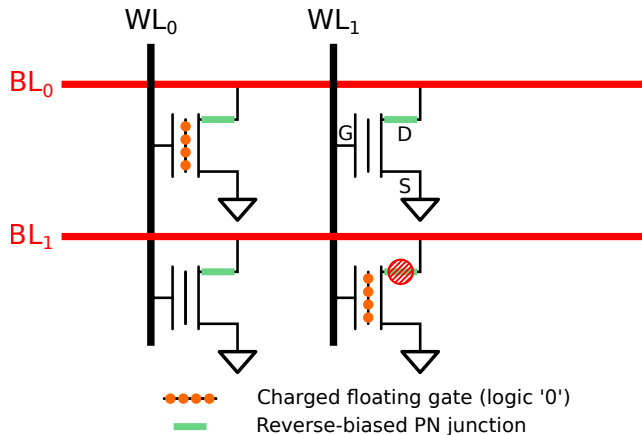 WL₀ WL₁
BL₀
G D
S
BL₁
Charged floating gate (logic '0')
Reverse-biased PN junction